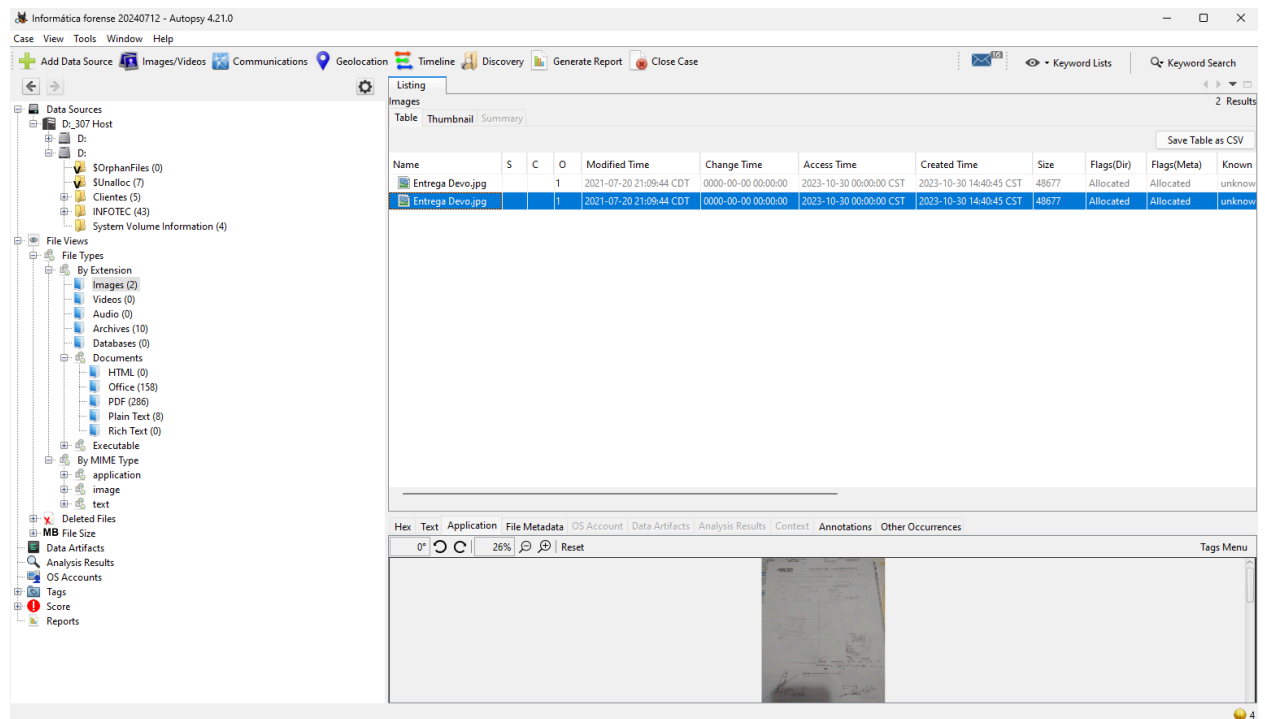 Informática forense 20240712 - Autopsy 4.21.0
Case View Tools Window Help
Add Data Source Images/Videos Communications Geolocation Timeline Discovery Generate Report Close Case Keyword Lists Keyword Search
Listing
Images 2 Results
Table Thumbnail Summary
Save Table as CSV
Name S C O Modified Time Change Time Access Time Created Time Size Flags(Dir) Flags(Meta) Known
Entrega Devo.jpg 1 2021-07-20 21:09:44 CDT 0000-00-00 00:00:00 2023-10-30 00:00:00 CST 2023-10-30 14:40:45 CST 48677 Allocated Allocated unknow
Entrega Devo.jpg 1 2021-07-20 21:09:44 CDT 0000-00-00 00:00:00 2023-10-30 00:00:00 CST 2023-10-30 14:40:45 CST 48677 Allocated Allocated unknow
Data Sources
D:_307 Host
D:
D:
$OrphanFiles (0)
$Unalloc (7)
Clientes (5)
INFOTEC (43)
System Volume Information (4)
File Views
File Types
By Extension
Images (2)
Videos (0)
Audio (0)
Archives (10)
Databases (0)
Documents
HTML (0)
Office (158)
PDF (286)
Plain Text (8)
Rich Text (0)
Executable
By MIME Type
application
image
text
Deleted Files
MB File Size
Data Artifacts
Analysis Results
OS Accounts
Tags
Score
Reports
Hex Text Application File Metadata OS Account Data Artifacts Analysis Results Context Annotations Other Occurrences
0° 26% Reset Tags Menu
4